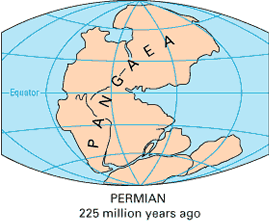 PANGAEA
Equator
PERMIAN
225 million years ago